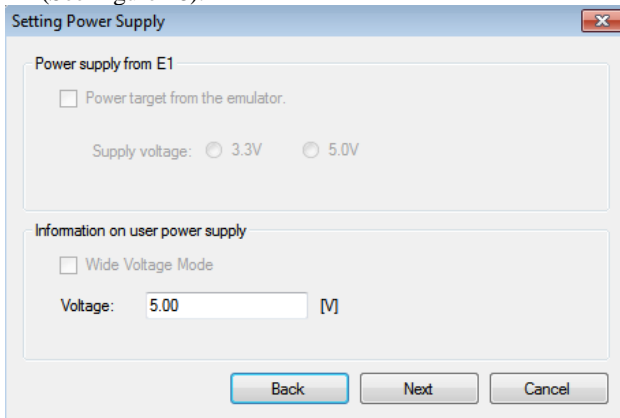 Setting Power Supply
Power supply from E1
Power target from the emulator.
Supply voltage: 3.3V 5.0V
Information on user power supply
Wide Voltage Mode
Voltage: 5.00 [V]
Back Next Cancel